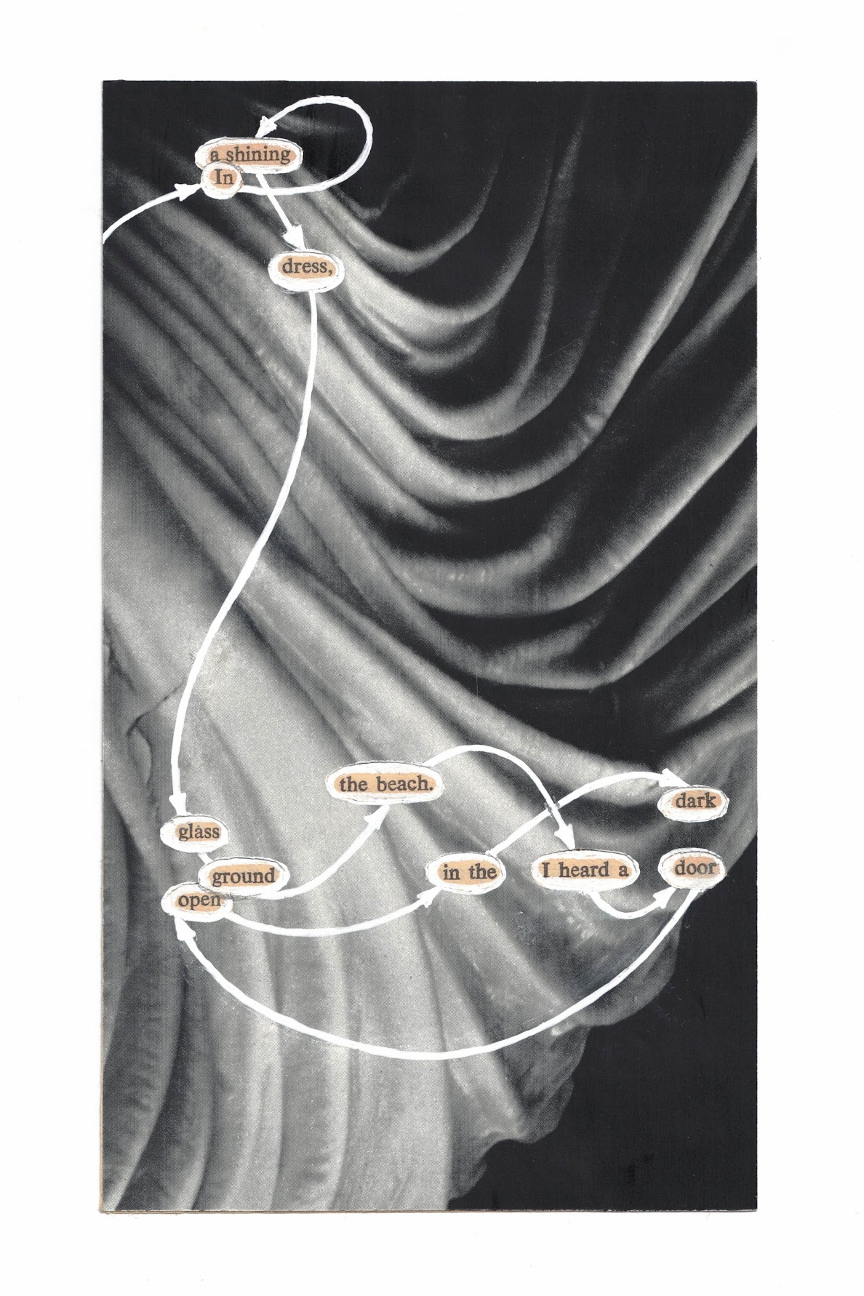 In
a shining
dress,
glass
ground
the beach.
I heard a
door
open
in the
dark